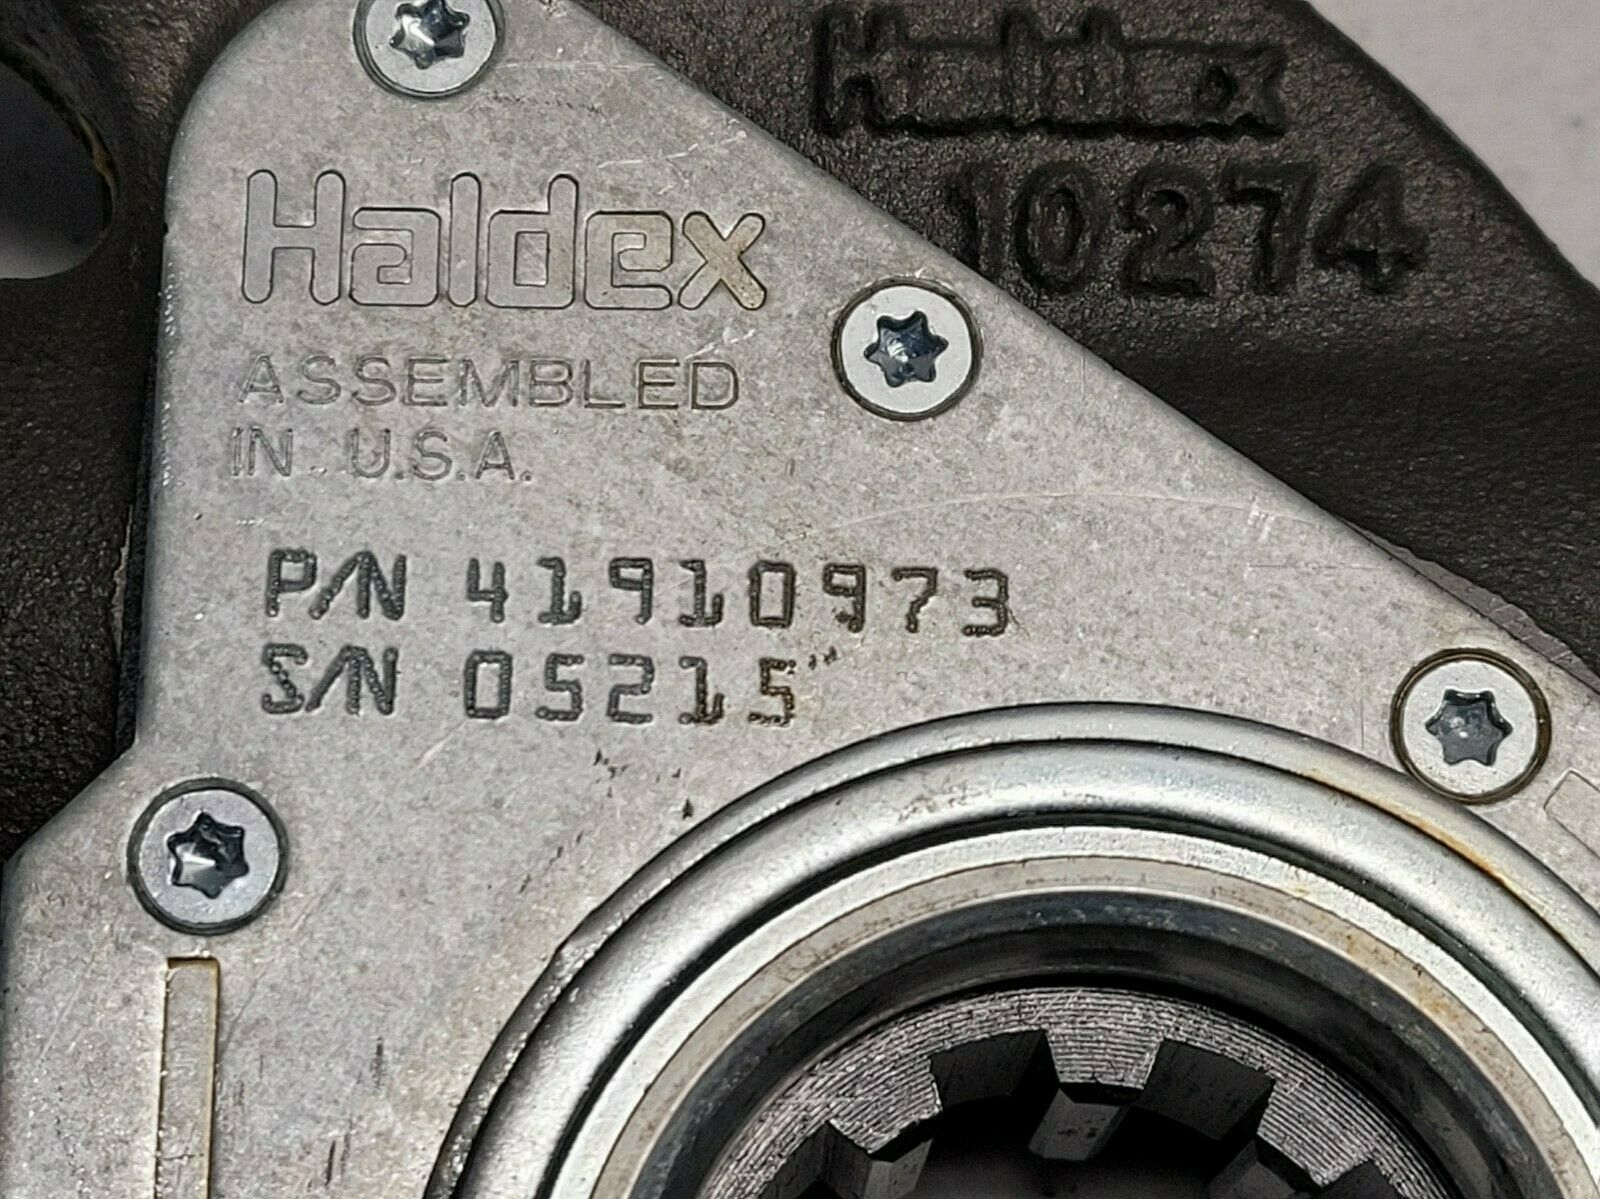 Haldex
10274
Haldex
ASSEMBLED
IN U.S.A.
P/N 41910973
S/N 05215